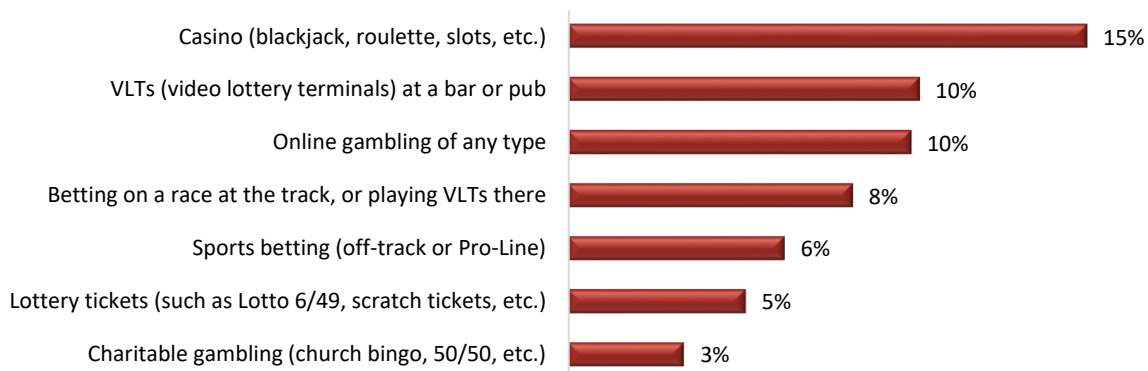 Casino (blackjack, roulette, slots, etc.) 15%
VLTs (video lottery terminals) at a bar or pub 10%
Online gambling of any type 10%
Betting on a race at the track, or playing VLTs there 8%
Sports betting (off-track or Pro-Line) 6%
Lottery tickets (such as Lotto 6/49, scratch tickets, etc.) 5%
Charitable gambling (church bingo, 50/50, etc.) 3%